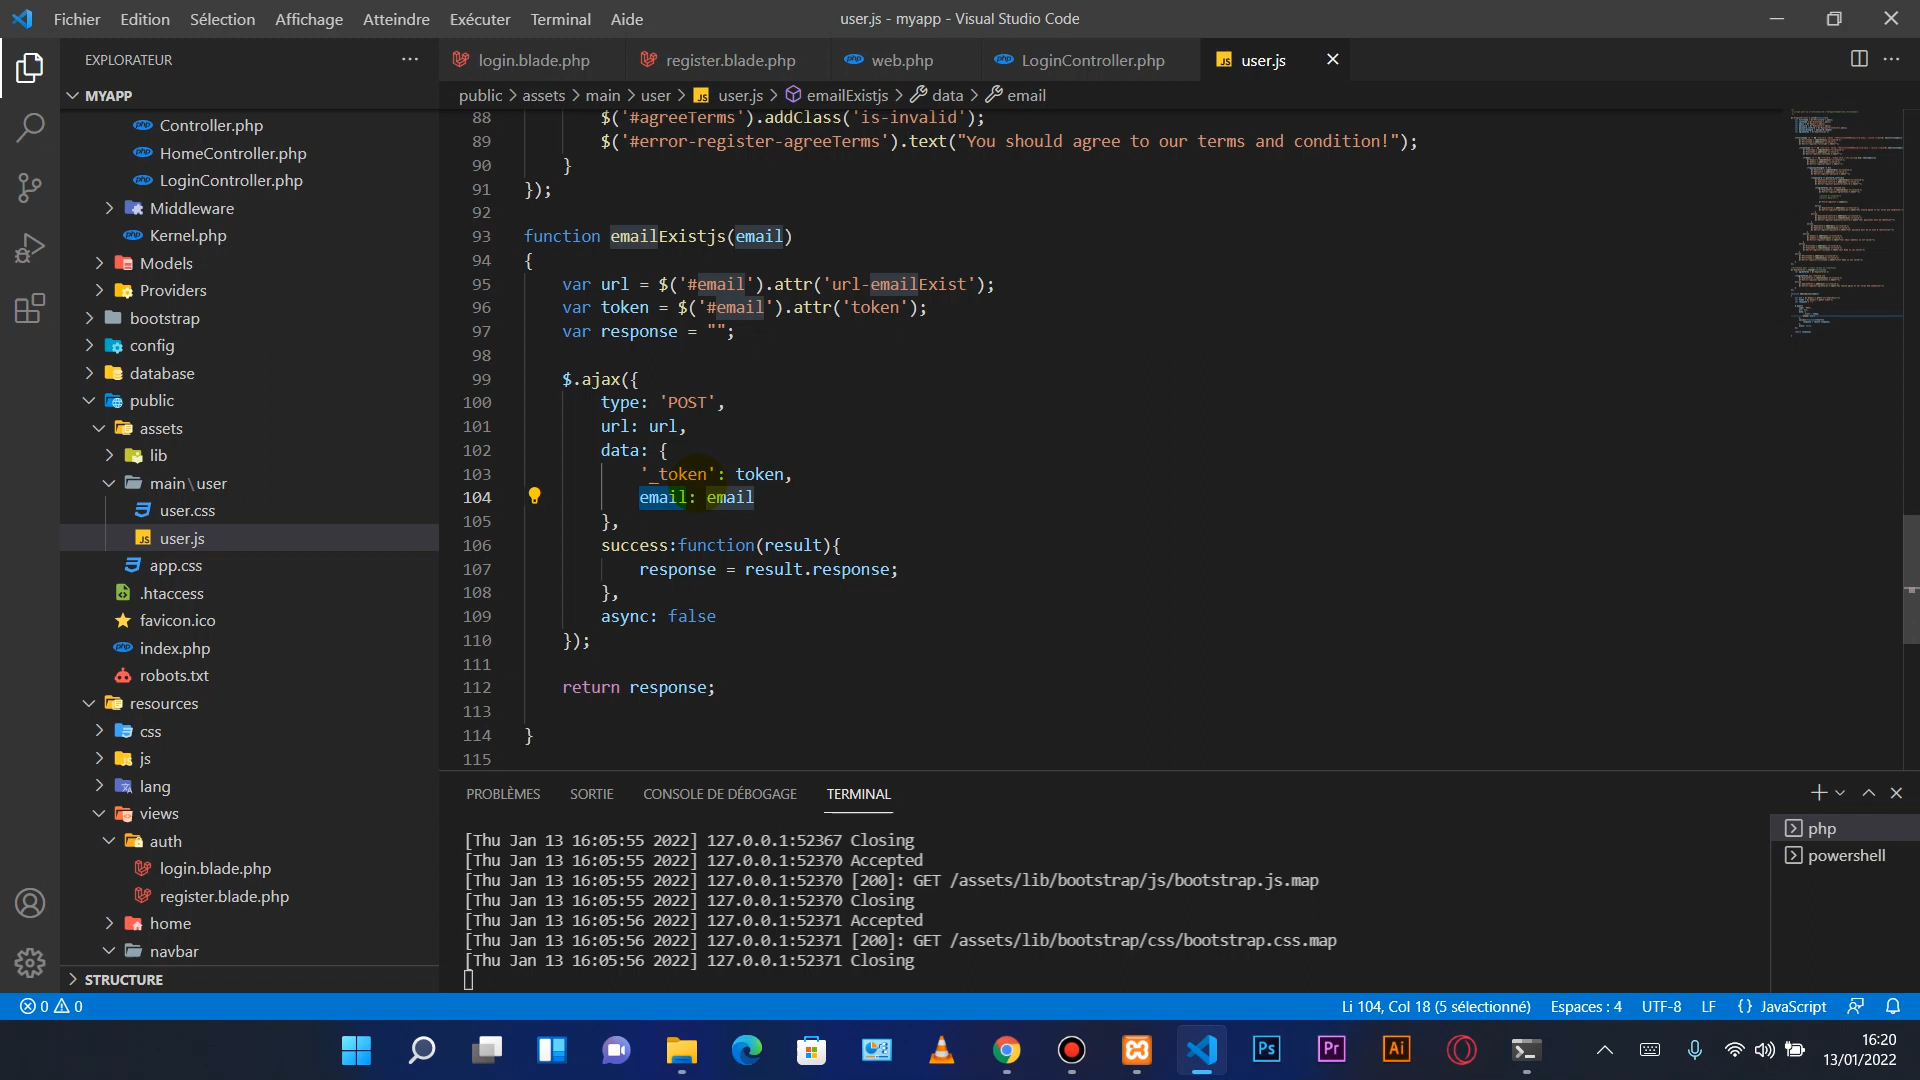 Fichier Edition Sélection Affichage Atteindre Exécuter Terminal Aide
user.js - myapp - Visual Studio Code
EXPLORATEUR
MYAPP
Controller.php
HomeController.php
LoginController.php
Middleware
Kernel.php
Models
Providers
bootstrap
config
database
public
assets
lib
main\user
user.css
user.js
app.css
.htaccess
favicon.ico
index.php
robots.txt
resources
css
js
lang
views
auth
login.blade.php
register.blade.php
home
navbar
STRUCTURE
login.blade.php register.blade.php web.php LoginController.php user.js
public > assets > main > user > user.js > emailExistjs > data > email
88 $('#agreeTerms').addClass('is-invalid');
89 $('#error-register-agreeTerms').text("You should agree to our terms and condition!");
90 }
91 });
92
93 function emailExistjs(email)
94 {
95 var url = $('#email').attr('url-emailExist');
96 var token = $('#email').attr('token');
97 var response = "";
98
99 $.ajax({
100 type: 'POST',
101 url: url,
102 data: {
103 '_token': token,
104 email: email
105 },
106 success:function(result){
107 response = result.response;
108 },
109 async: false
110 });
111
112 return response;
113
114 }
115
PROBLÈMES SORTIE CONSOLE DE DÉBOGAGE TERMINAL
[Thu Jan 13 16:05:55 2022] 127.0.0.1:52367 Closing
[Thu Jan 13 16:05:55 2022] 127.0.0.1:52370 Accepted
[Thu Jan 13 16:05:55 2022] 127.0.0.1:52370 [200]: GET /assets/lib/bootstrap/js/bootstrap.js.map
[Thu Jan 13 16:05:55 2022] 127.0.0.1:52370 Closing
[Thu Jan 13 16:05:56 2022] 127.0.0.1:52371 Accepted
[Thu Jan 13 16:05:56 2022] 127.0.0.1:52371 [200]: GET /assets/lib/bootstrap/css/bootstrap.css.map
[Thu Jan 13 16:05:56 2022] 127.0.0.1:52371 Closing
php
powershell
0 0 Li 104, Col 18 (5 sélectionné) Espaces : 4 UTF-8 LF {} JavaScript
Ps Pr Ai
16:20
13/01/2022